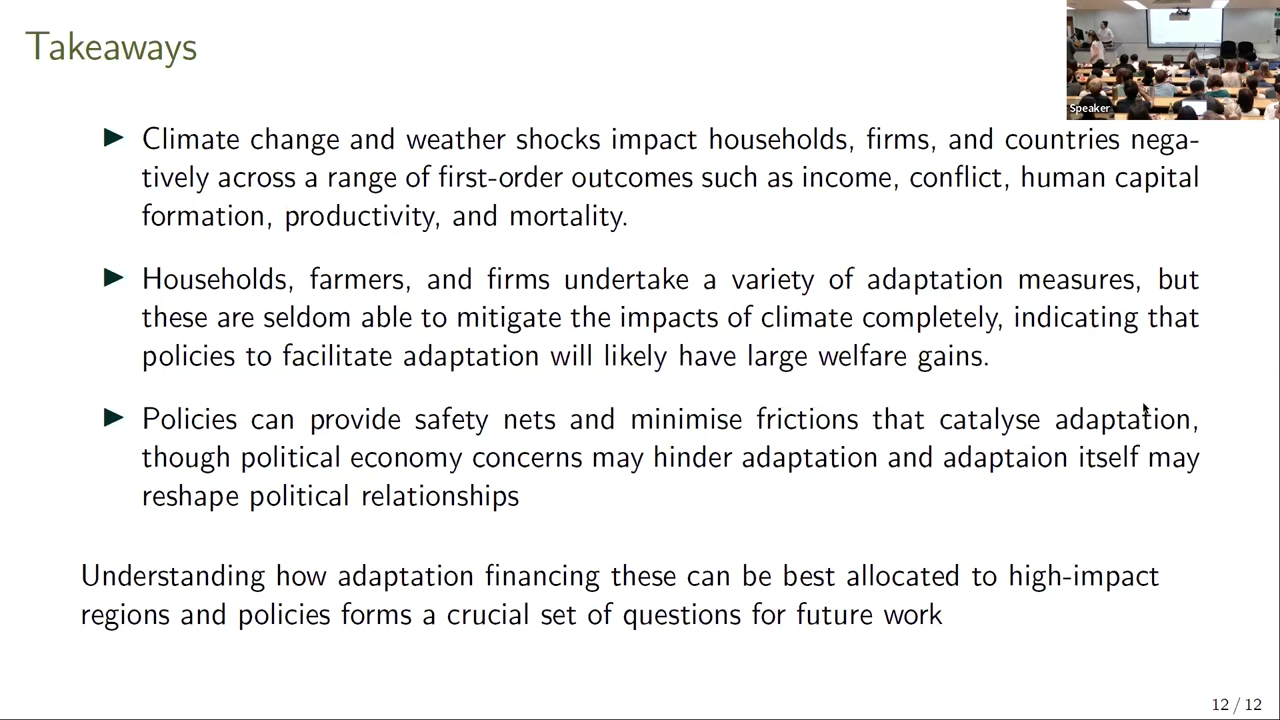 Takeaways
Speaker
▶ Climate change and weather shocks impact households, firms, and countries nega-
tively across a range of first-order outcomes such as income, conflict, human capital
formation, productivity, and mortality.
▶ Households, farmers, and firms undertake a variety of adaptation measures, but
these are seldom able to mitigate the impacts of climate completely, indicating that
policies to facilitate adaptation will likely have large welfare gains.
▶ Policies can provide safety nets and minimise frictions that catalyse adaptation,
though political economy concerns may hinder adaptation and adaptaion itself may
reshape political relationships
Understanding how adaptation financing these can be best allocated to high-impact
regions and policies forms a crucial set of questions for future work
12 / 12